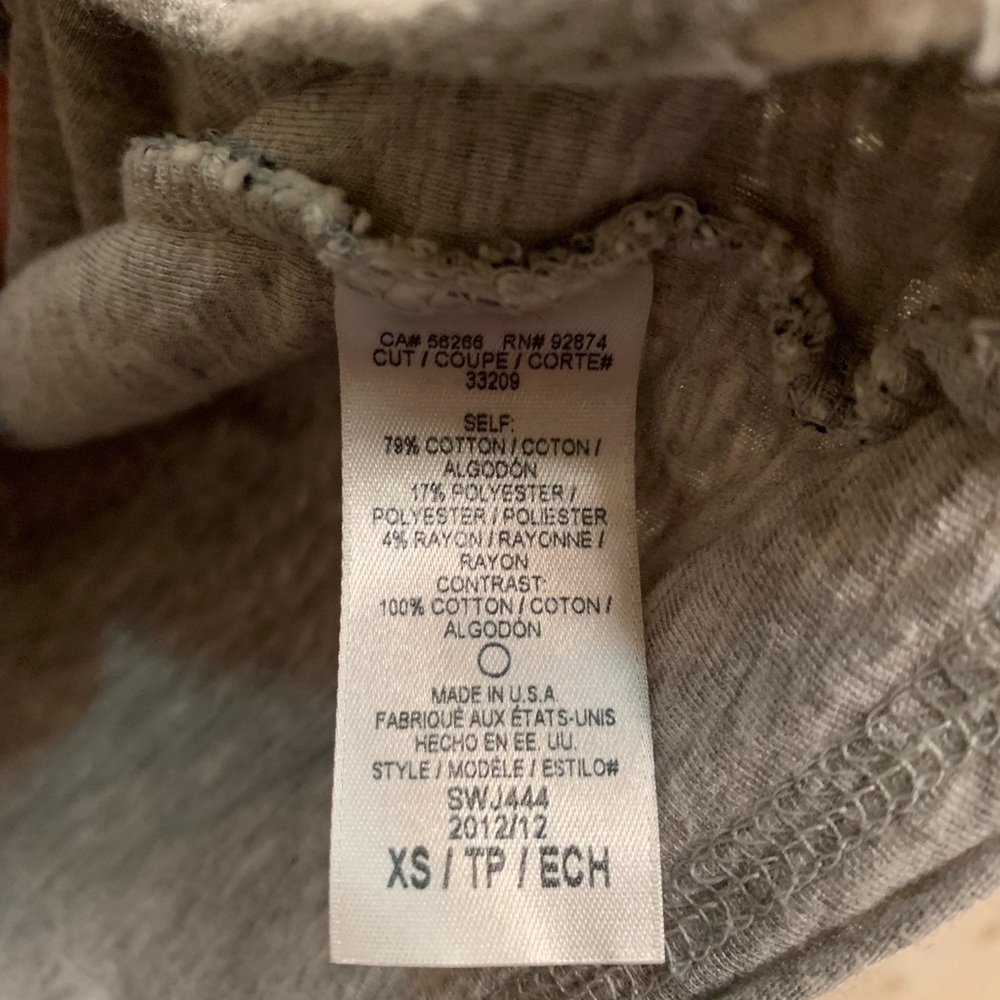 CA# 56266 RN# 92874
CUT / COUPE / CORTE#
33209
SELF:
79% COTTON / COTON /
ALGODÓN
17% POLYESTER /
POLYESTER / POLIESTER
4% RAYON / RAYONNE /
RAYON
CONTRAST:
100% COTTON / COTON /
ALGODÓN
MADE IN U.S.A.
FABRIQUÉ AUX ÉTATS-UNIS
HECHO EN EE. UU.
STYLE / MODÈLE / ESTILO#
SWJ444
2012/12
XS / TP / ECH